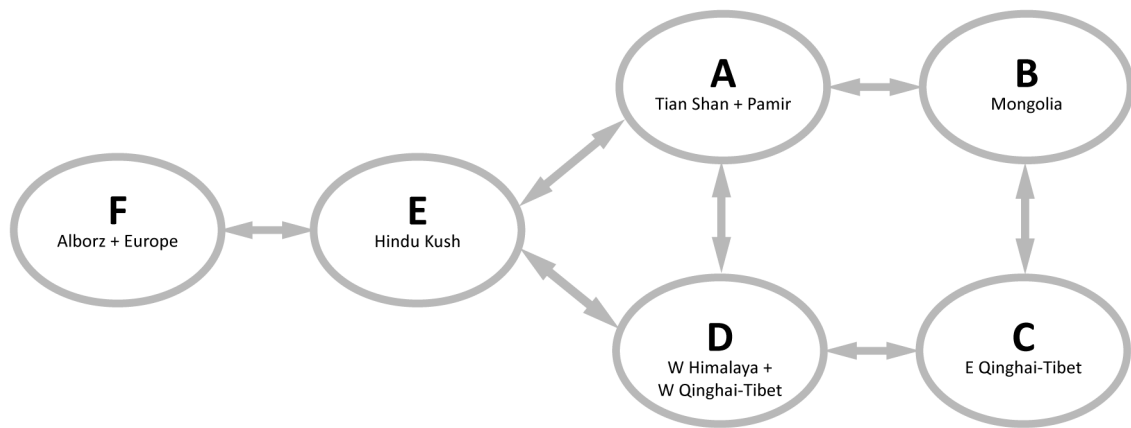 A
Tian Shan + Pamir
B
Mongolia
F
Alborz + Europe
E
Hindu Kush
D
W Himalaya +
W Qinghai-Tibet
C
E Qinghai-Tibet